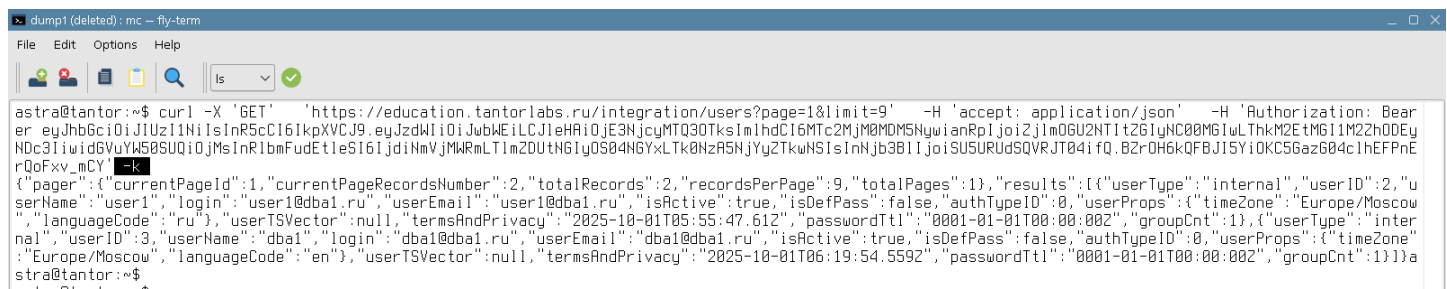 dump1 (deleted) : mc — fly-term
File Edit Options Help
ls
astra@tantor:~$ curl -X 'GET'   'https://education.tantorlabs.ru/integration/users?page=1&limit=9'   -H 'accept: application/json'   -H 'Authorization: Bear
er eyJhbGciOiJIUzI1NiIsInR5cCI6IkpXVCJ9.eyJzdWIiOiJwbWEiLCJleHAiOjE3NjcyMTQ3OTksImlhdCI6MTc2MjM0MDM5NywianRpIjoiZjlmOGU2NTItZGIyNC00MGIwLThkM2EtMGI1M2ZhODEy
NDc3IiwidGVuYW50SUQiOjMsInRlbmFudEtleSI6IjdiNmVjMWRmLTlmZDUtNGIyOS04NGYxLTk0NzA5NjYyZTkwNSIsInNjb3BlIjoiSU5URUdSQVRJT04ifQ.BZrOH6kQFBJI5YiOKC5GazG04clhEFPnE
rQoFxv_mCY' -k
{"pager":{"currentPageId":1,"currentPageRecordsNumber":2,"totalRecords":2,"recordsPerPage":9,"totalPages":1},"results":[{"userType":"internal","userID":2,"u
serName":"user1","login":"user1@dba1.ru","userEmail":"user1@dba1.ru","isActive":true,"isDefPass":false,"authTypeID":0,"userProps":{"timeZone":"Europe/Moscow
","languageCode":"ru"},"userTSVector":null,"termsAndPrivacy":"2025-10-01T05:55:47.61Z","passwordTtl":"0001-01-01T00:00:00Z","groupCnt":1},{"userType":"inter
nal","userID":3,"userName":"dba1","login":"dba1@dba1.ru","userEmail":"dba1@dba1.ru","isActive":true,"isDefPass":false,"authTypeID":0,"userProps":{"timeZone"
:"Europe/Moscow","languageCode":"en"},"userTSVector":null,"termsAndPrivacy":"2025-10-01T06:19:54.559Z","passwordTtl":"0001-01-01T00:00:00Z","groupCnt":1}]}a
stra@tantor:~$